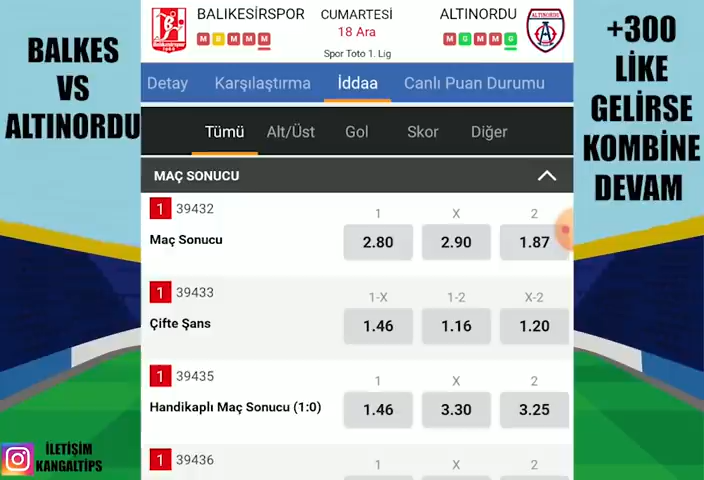 BALKES
VS
ALTINORDU
BALIKESİRSPOR
M B M M M
CUMARTESİ
18 Ara
Spor Toto 1. Lig
ALTINORDU
M G M M G
ALTINORDU
+300
LİKE
GELİRSE
KOMBİNE
DEVAM
Detay Karşılaştırma İddaa Canlı Puan Durumu
Tümü Alt/Üst Gol Skor Diğer
MAÇ SONUCU
1 39432
Maç Sonucu
1 X 2
2.80 2.90 1.87
1 39433
Çifte Şans
1-X 1-2 X-2
1.46 1.16 1.20
1 39435
Handikaplı Maç Sonucu (1:0)
1 X 2
1.46 3.30 3.25
1 39436
1 X 2
İLETİŞİM
KANGALTİPS